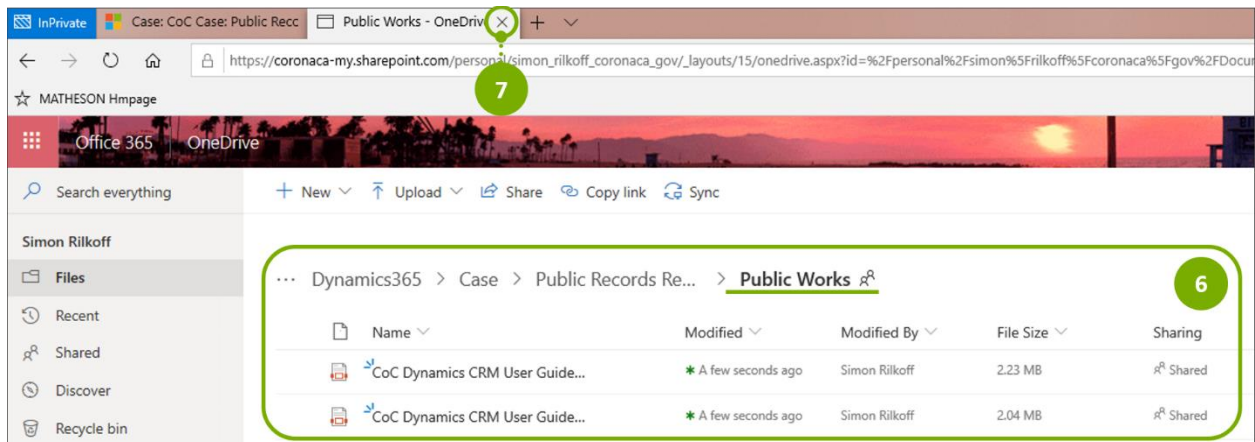 InPrivate Case: CoC Case: Public Recc Public Works - OneDriv
https://coronaca-my.sharepoint.com/personal/simon_rilkoff_coronaca_gov/_layouts/15/onedrive.aspx?id=%2Fpersonal%2Fsimon%5Frilkoff%5Fcoronaca%5Fgov%2FDocu
7
MATHESON Hmpage
Office 365 OneDrive
Search everything + New Upload Share Copy link Sync
Simon Rilkoff
Files
Recent
Shared
Discover
Recycle bin
... Dynamics365 > Case > Public Records Re... > Public Works
6
Name Modified Modified By File Size Sharing
CoC Dynamics CRM User Guide... A few seconds ago Simon Rilkoff 2.23 MB Shared
CoC Dynamics CRM User Guide... A few seconds ago Simon Rilkoff 2.04 MB Shared